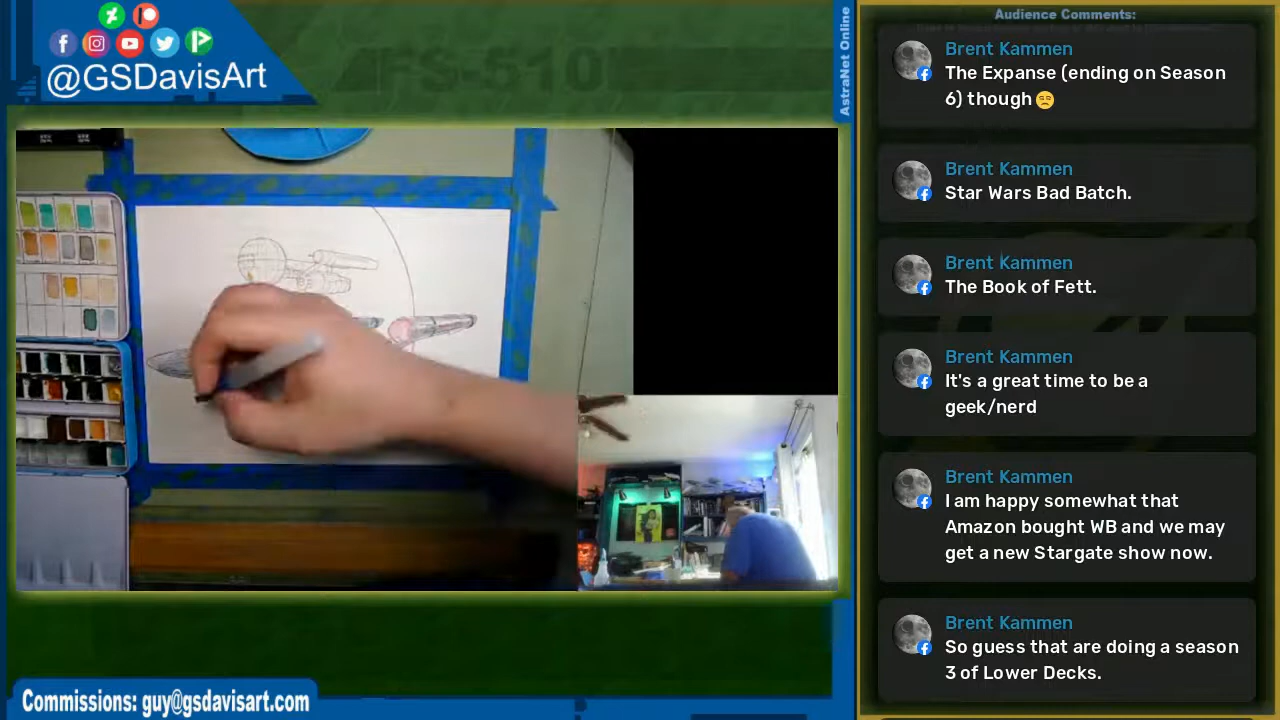 @GSDavisArt
TS-510
AstraNet Online
Audience Comments:
Brent Kammen
The Expanse (ending on Season
6) though 😒
Brent Kammen
Star Wars Bad Batch.
Brent Kammen
The Book of Fett.
Brent Kammen
It's a great time to be a
geek/nerd
Brent Kammen
I am happy somewhat that
Amazon bought WB and we may
get a new Stargate show now.
Brent Kammen
So guess that are doing a season
3 of Lower Decks.
Commissions: guy@gsdavisart.com